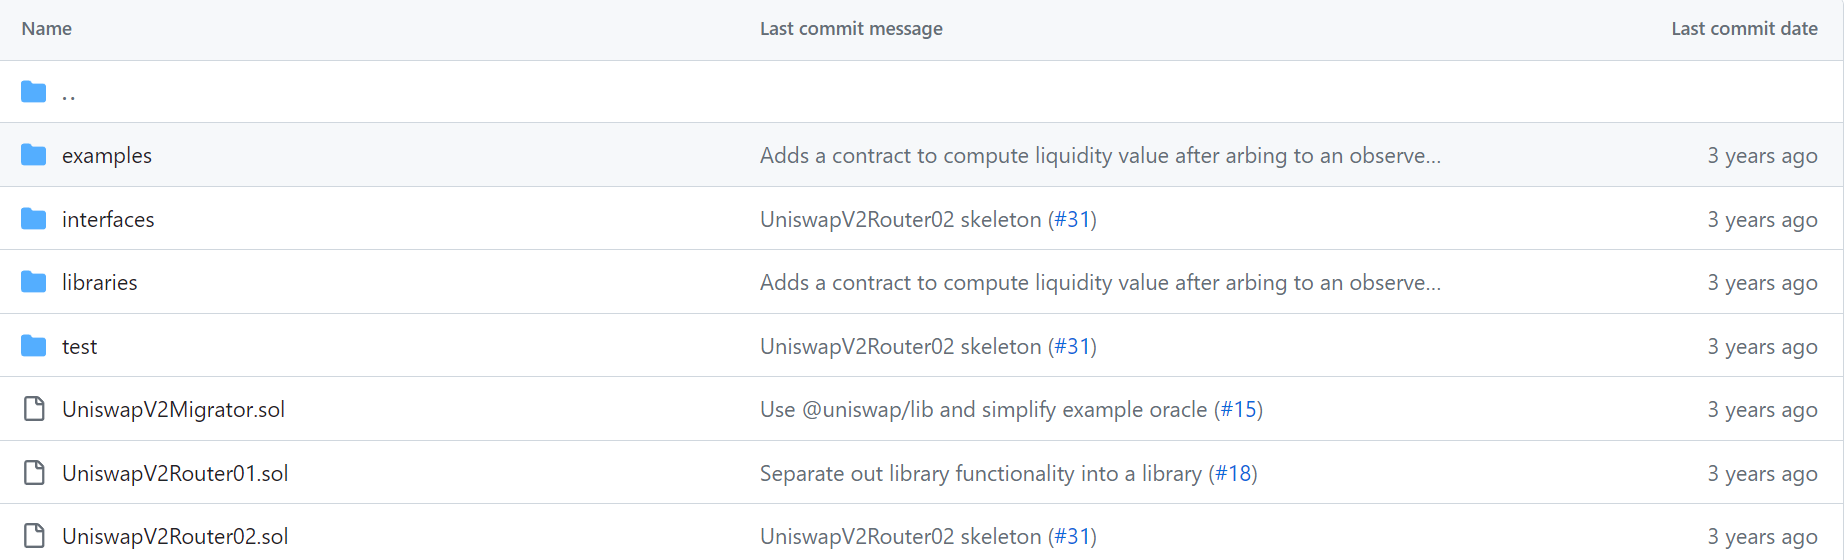 Name Last commit message Last commit date
..
examples Adds a contract to compute liquidity value after arbing to an observe… 3 years ago
interfaces UniswapV2Router02 skeleton (#31) 3 years ago
libraries Adds a contract to compute liquidity value after arbing to an observe… 3 years ago
test UniswapV2Router02 skeleton (#31) 3 years ago
UniswapV2Migrator.sol Use @uniswap/lib and simplify example oracle (#15) 3 years ago
UniswapV2Router01.sol Separate out library functionality into a library (#18) 3 years ago
UniswapV2Router02.sol UniswapV2Router02 skeleton (#31) 3 years ago